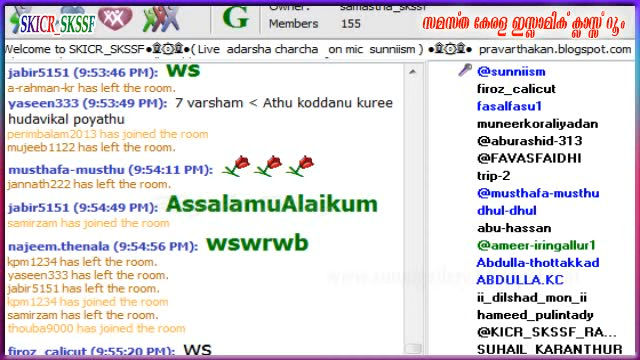 SKICR_SKSSF
G
Owner: samastha_skssf
Members 155
സമസ്ത കേരള ഇസ്ലാമിക് ക്ലാസ്സ് റൂം
Welcome to SKICR_SKSSF●۩۞۩●( Live adarsha charcha on mic sunniism ) ●۩۞۩● pravarthakan.blogspot.com
jabir5151 (9:53:46 PM): ws
a-rahman-kr has left the room.
yaseen333 (9:53:49 PM): 7 varsham < Athu koddanu kuree
hudavikal poyathu
perimbalam2013 has joined the room
mujeeb1122 has left the room.
musthafa-musthu (9:54:11 PM):
jannath222 has left the room.
jabir5151 (9:54:49 PM): AssalamuAlaikum
samirzam has joined the room
najeem.thenala (9:54:56 PM): wswrwb
kpm1234 has left the room.
yaseen333 has left the room.
jabir5151 has left the room.
kpm1234 has joined the room
samirzam has left the room.
thouba9000 has joined the room
firoz_calicut (9:55:20 PM): ws
@sunniism
firoz_calicut
fasalfasu1
muneerkoraliyadan
@aburashid-313
@FAVASFAIDHI
trip-2
@musthafa-musthu
dhul-dhul
abu-hassan
@ameer-iringallur1
Abdulla-thottakkad
ABDULLA.KC
ii_dilshad_mon_ii
hameed_pulintady
@KICR_SKSSF_RA...
SUHAIL_KARANTHUR